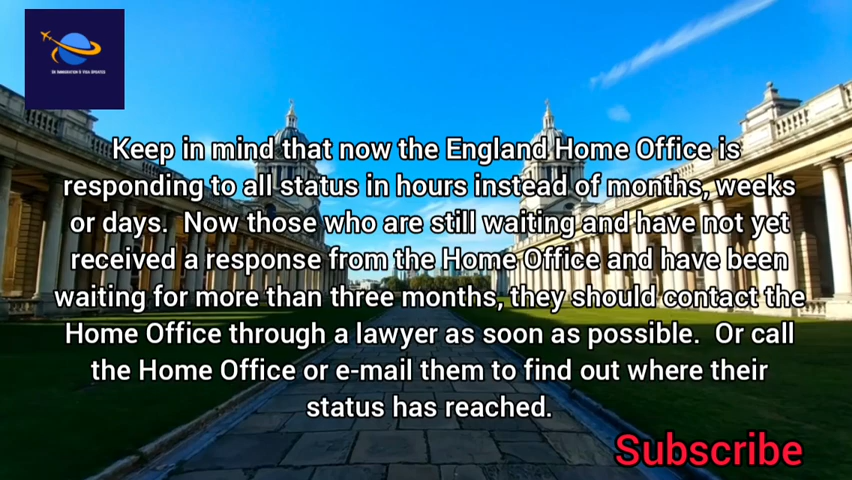 Uk Immigration & Visa Updates
Keep in mind that now the England Home Office is
responding to all status in hours instead of months, weeks
or days. Now those who are still waiting and have not yet
received a response from the Home Office and have been
waiting for more than three months, they should contact the
Home Office through a lawyer as soon as possible. Or call
the Home Office or e-mail them to find out where their
status has reached.
Subscribe